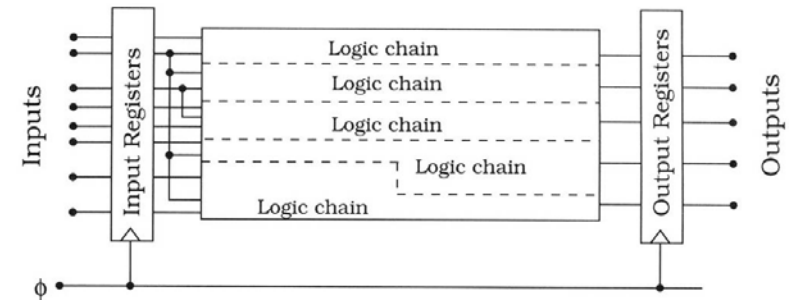 Inputs
Input Registers
Logic chain
Logic chain
Logic chain
Logic chain
Logic chain
Output Registers
Outputs
ϕ